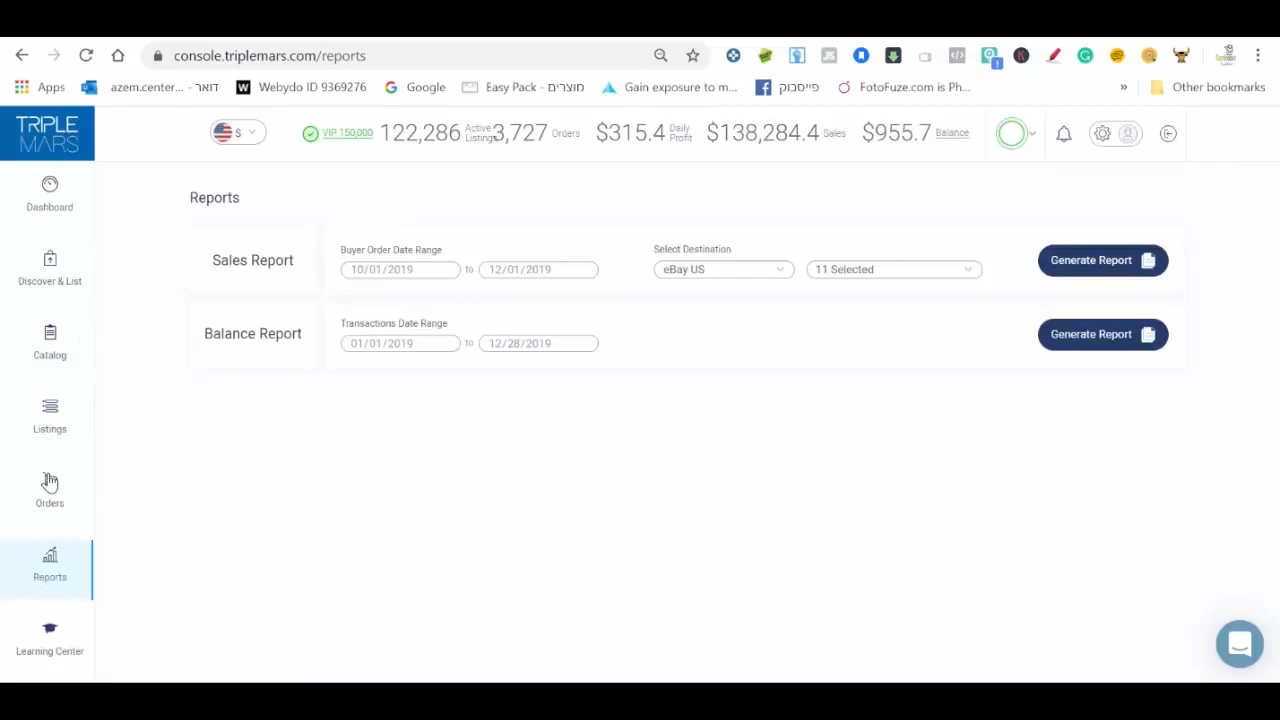 console.triplemars.com/reports
Apps
azem.center... - דואר
Webydo ID 9369276
Google
Easy Pack - מוצרים
Gain exposure to m...
פייסבוק
FotoFuze.com is Ph...
»
Other bookmarks
TRIPLE
MARS
$
VIP 150,000
122,286 Active Listings
3,727 Orders
$315.4 Daily Profit
$138,284.4 Sales
$955.7 Balance
Dashboard
Discover & List
Catalog
Listings
Orders
Reports
Learning Center
Reports
Sales Report
Buyer Order Date Range
10/01/2019 to 12/01/2019
Select Destination
eBay US
11 Selected
Generate Report
Balance Report
Transactions Date Range
01/01/2019 to 12/28/2019
Generate Report